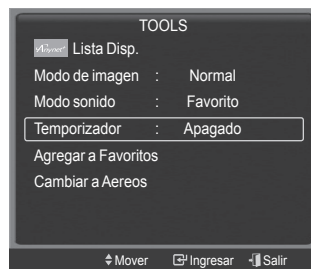 TOOLS
Anynet+ Lista Disp.
Modo de imagen : Normal
Modo sonido : Favorito
Temporizador : Apagado
Agregar a Favoritos
Cambiar a Aereos
Mover Ingresar Salir